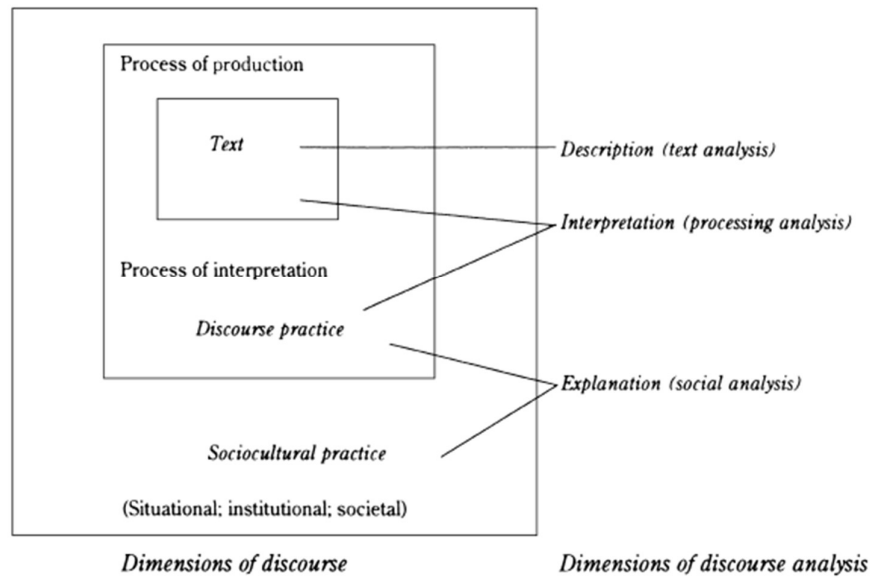 Process of production
Text
Description (text analysis)
Interpretation (processing analysis)
Process of interpretation
Discourse practice
Explanation (social analysis)
Sociocultural practice
(Situational; institutional; societal)
Dimensions of discourse
Dimensions of discourse analysis